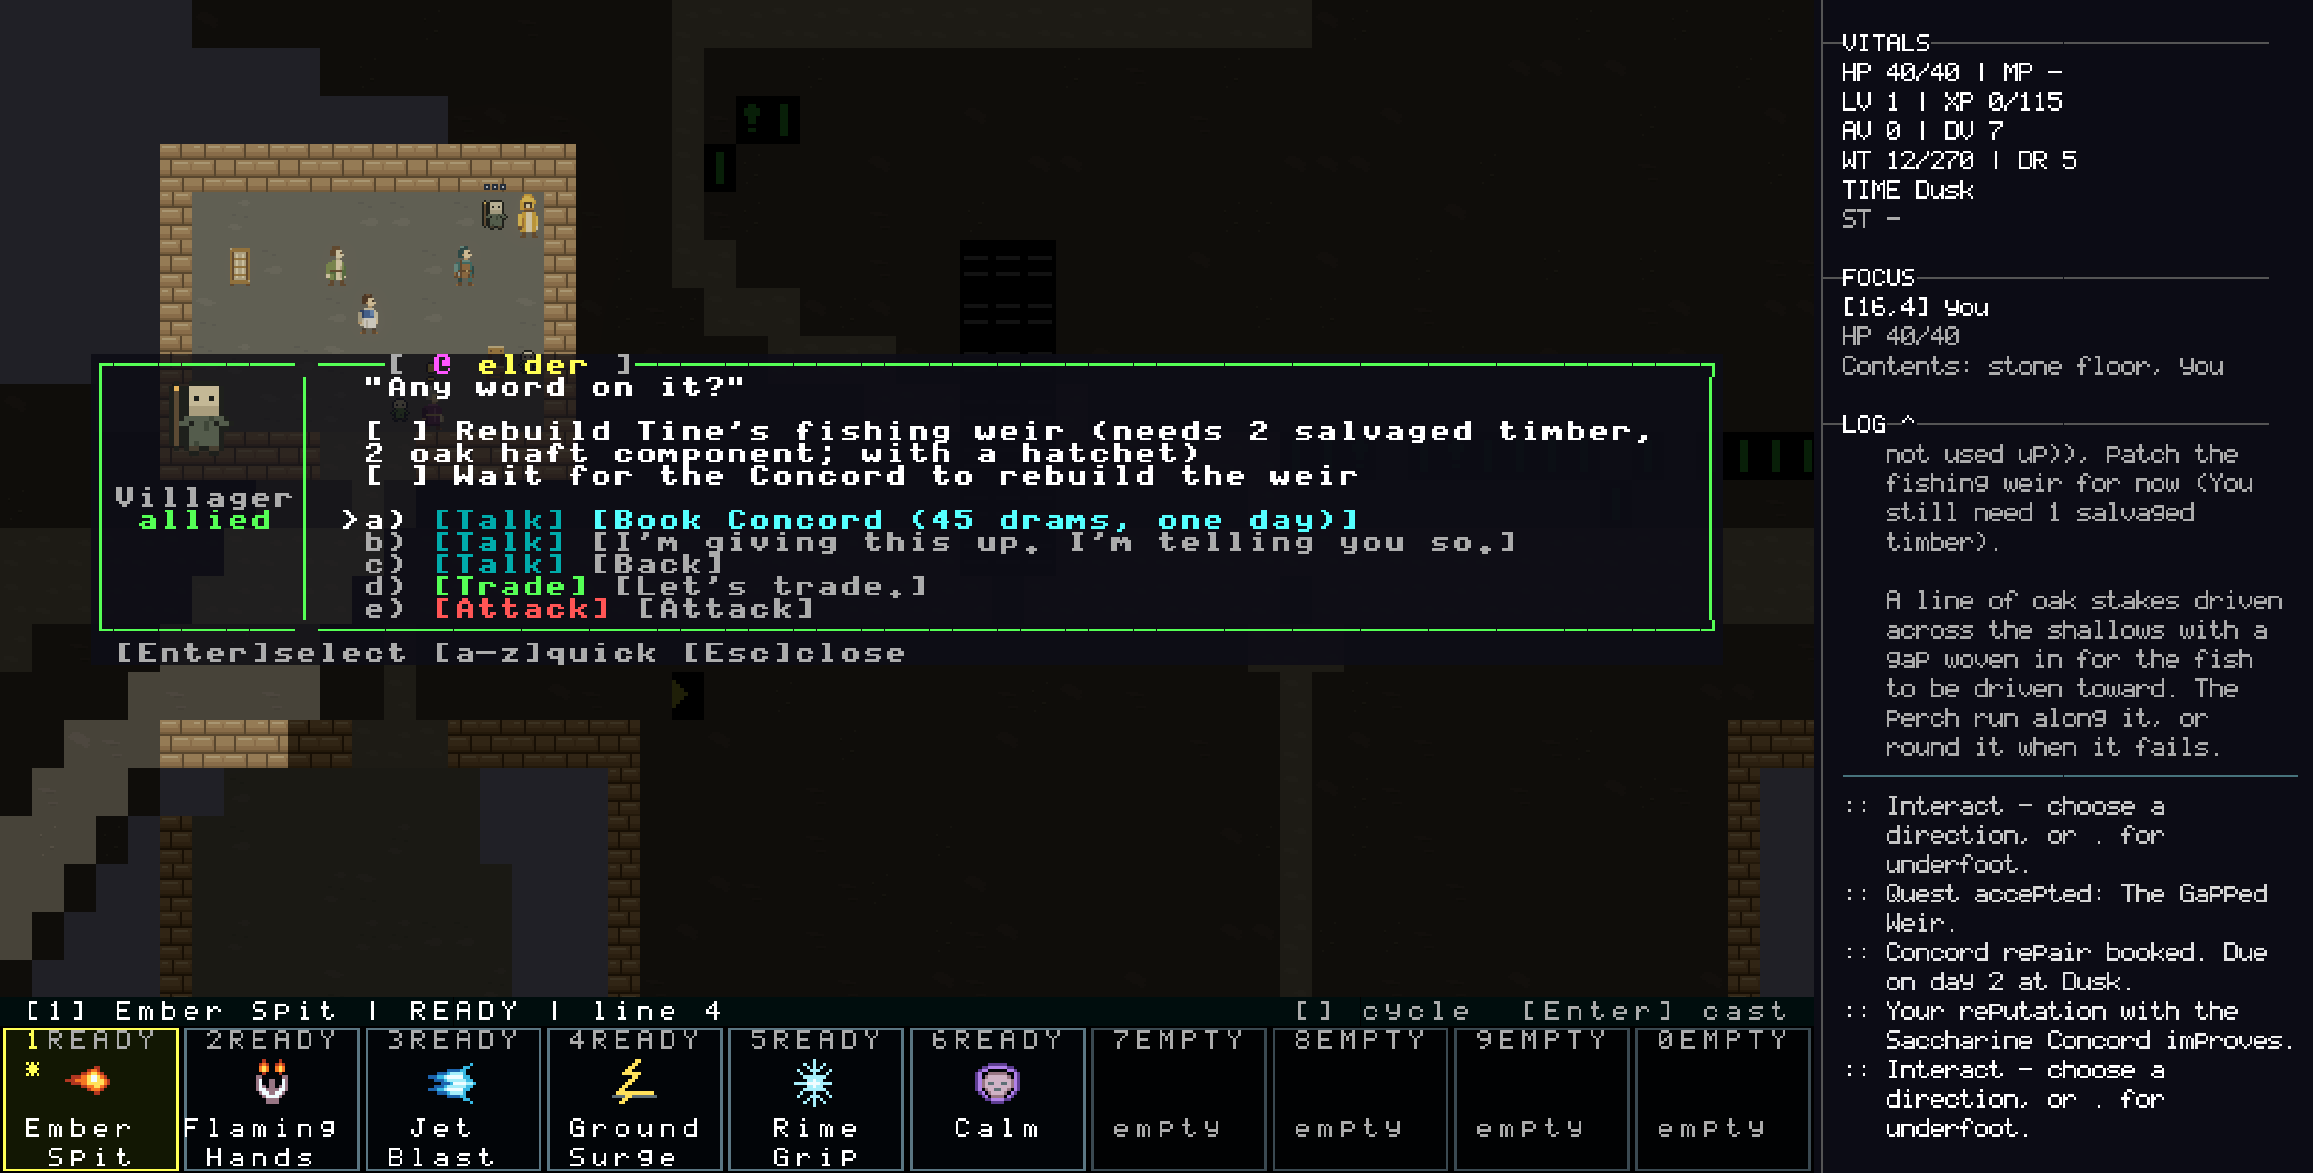 [ @ elder ]
"Any word on it?"
[ ] Rebuild Tine's fishing weir (needs 2 salvaged timber,
2 oak haft component; with a hatchet)
[ ] Wait for the Concord to rebuild the weir
Villager
allied
>a) [Talk] [Book Concord (45 drams, one day)]
b) [Talk] [I'm giving this up. I'm telling you so.]
c) [Talk] [Back]
d) [Trade] [Let's trade.]
e) [Attack] [Attack]
[Enter]select [a-z]quick [Esc]close
[1] Ember Spit | READY | line 4
[] cycle [Enter] cast
1READY
Ember
Spit
2READY
Flaming
Hands
3READY
Jet
Blast
4READY
Ground
Surge
5READY
Rime
Grip
6READY
Calm
7EMPTY
empty
8EMPTY
empty
9EMPTY
empty
0EMPTY
empty
VITALS
HP 40/40 | MP -
LV 1 | XP 0/115
AV 0 | DV 7
WT 12/270 | DR 5
TIME Dusk
ST -
FOCUS
[16,4] You
HP 40/40
Contents: stone floor, You
LOG ^
not used up)), Patch the
fishing weir for now (You
still need 1 salvaged
timber).
A line of oak stakes driven
across the shallows with a
gap woven in for the fish
to be driven toward. The
perch run along it, or
round it when it fails.
:: Interact - choose a
direction, or . for
underfoot.
:: Quest accepted: The Gapped
Weir.
:: Concord repair booked. Due
on day 2 at Dusk.
:: Your reputation with the
Saccharine Concord improves.
:: Interact - choose a
direction, or . for
underfoot.